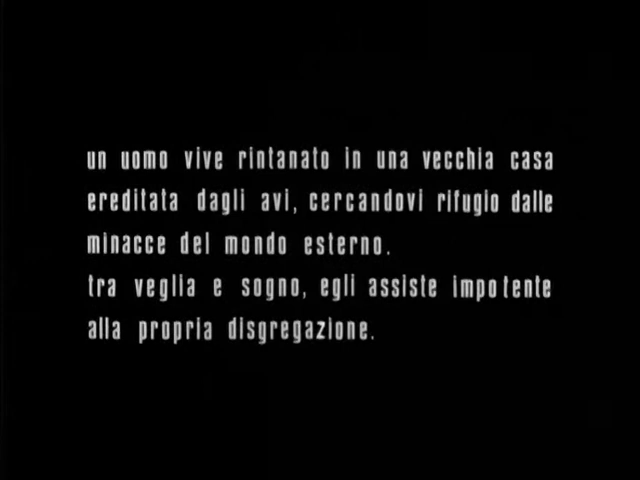 un uomo vive rintanato in una vecchia casa
ereditata dagli avi, cercandovi rifugio dalle
minacce del mondo esterno.
tra veglia e sogno, egli assiste impotente
alla propria disgregazione.